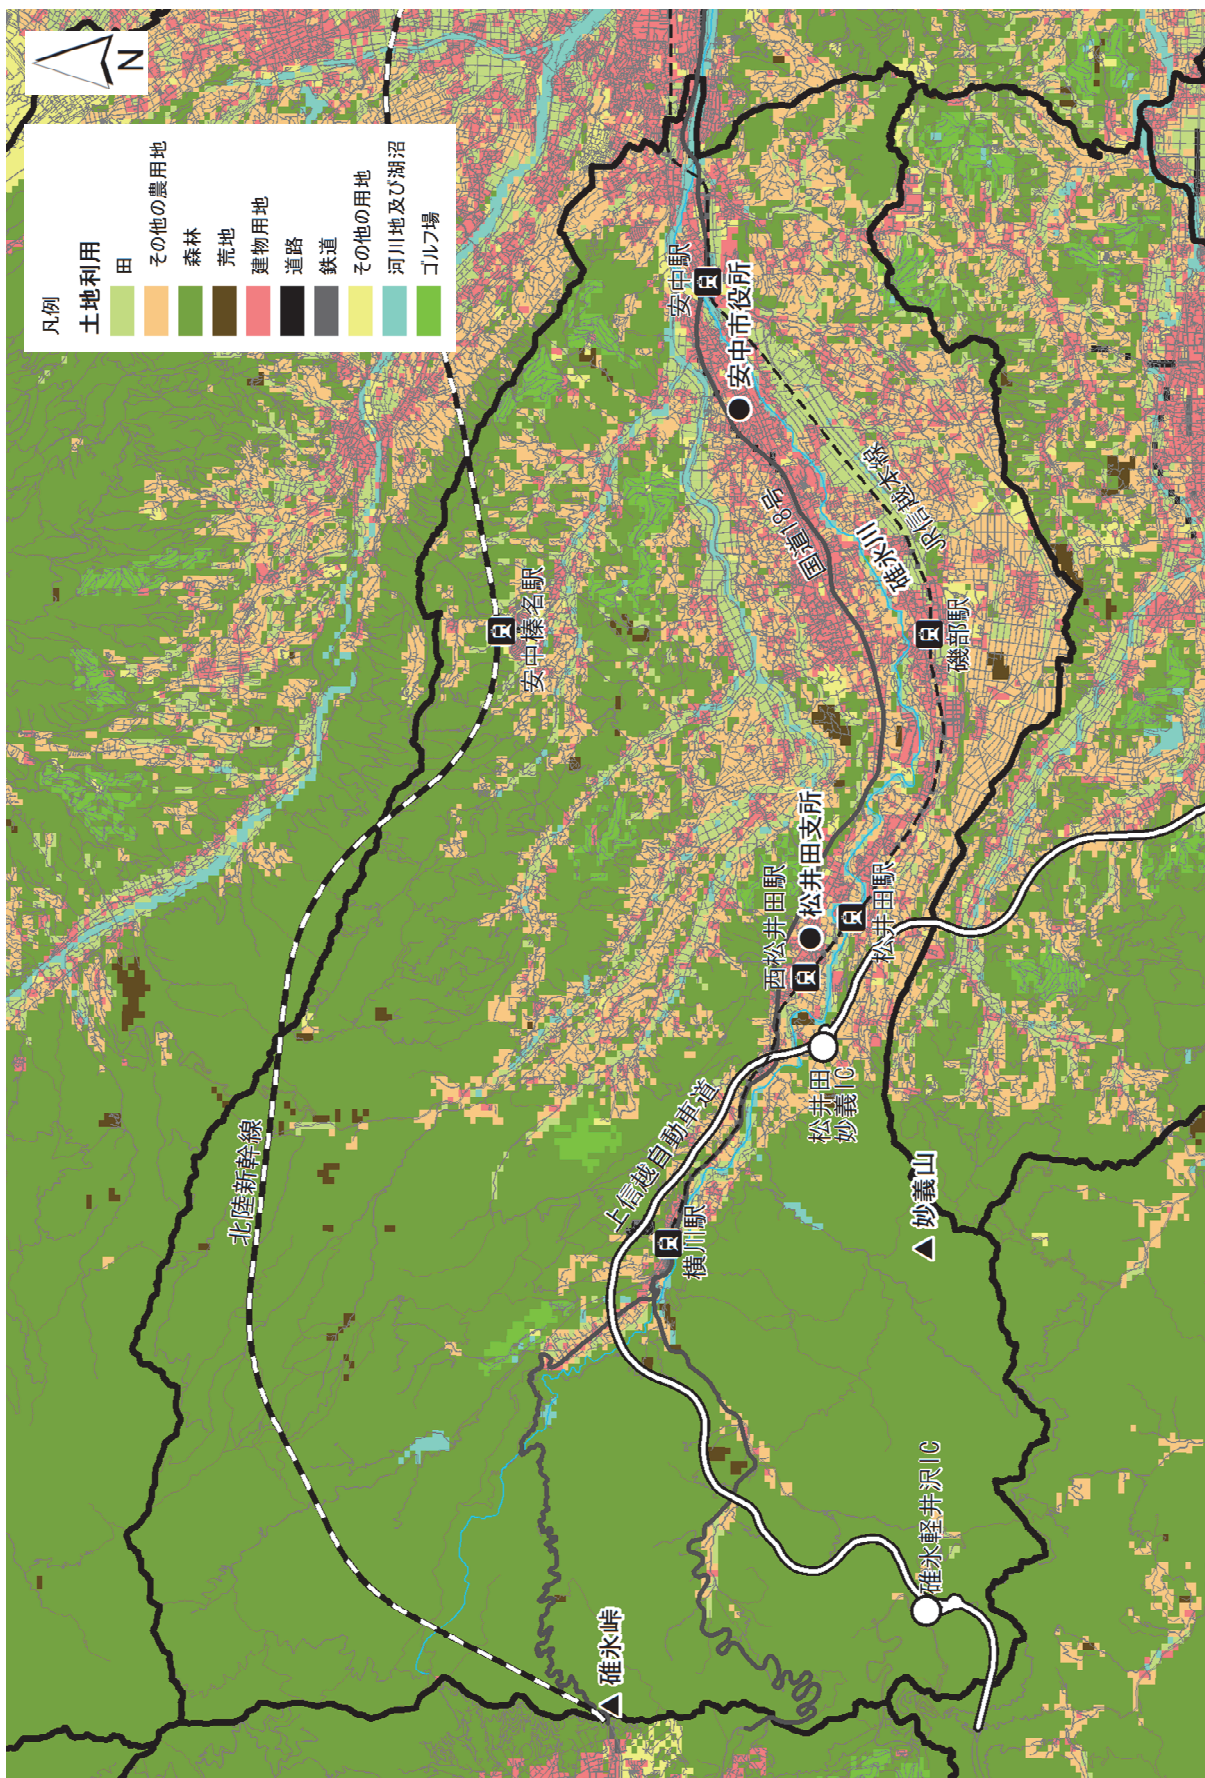 N
凡例
土地利用
田
その他の農用地
森林
荒地
建物用地
道路
鉄道
その他の用地
河川地及び湖沼
ゴルフ場
北陸新幹線
安中榛名駅
安中駅
安中市役所
国道18号
碓氷川
JR信越本線
磯部駅
松井田支所
西松井田駅
松井田駅
松井田
妙義IC
上信越自動車道
横川駅
妙義山
碓氷軽井沢IC
碓氷峠